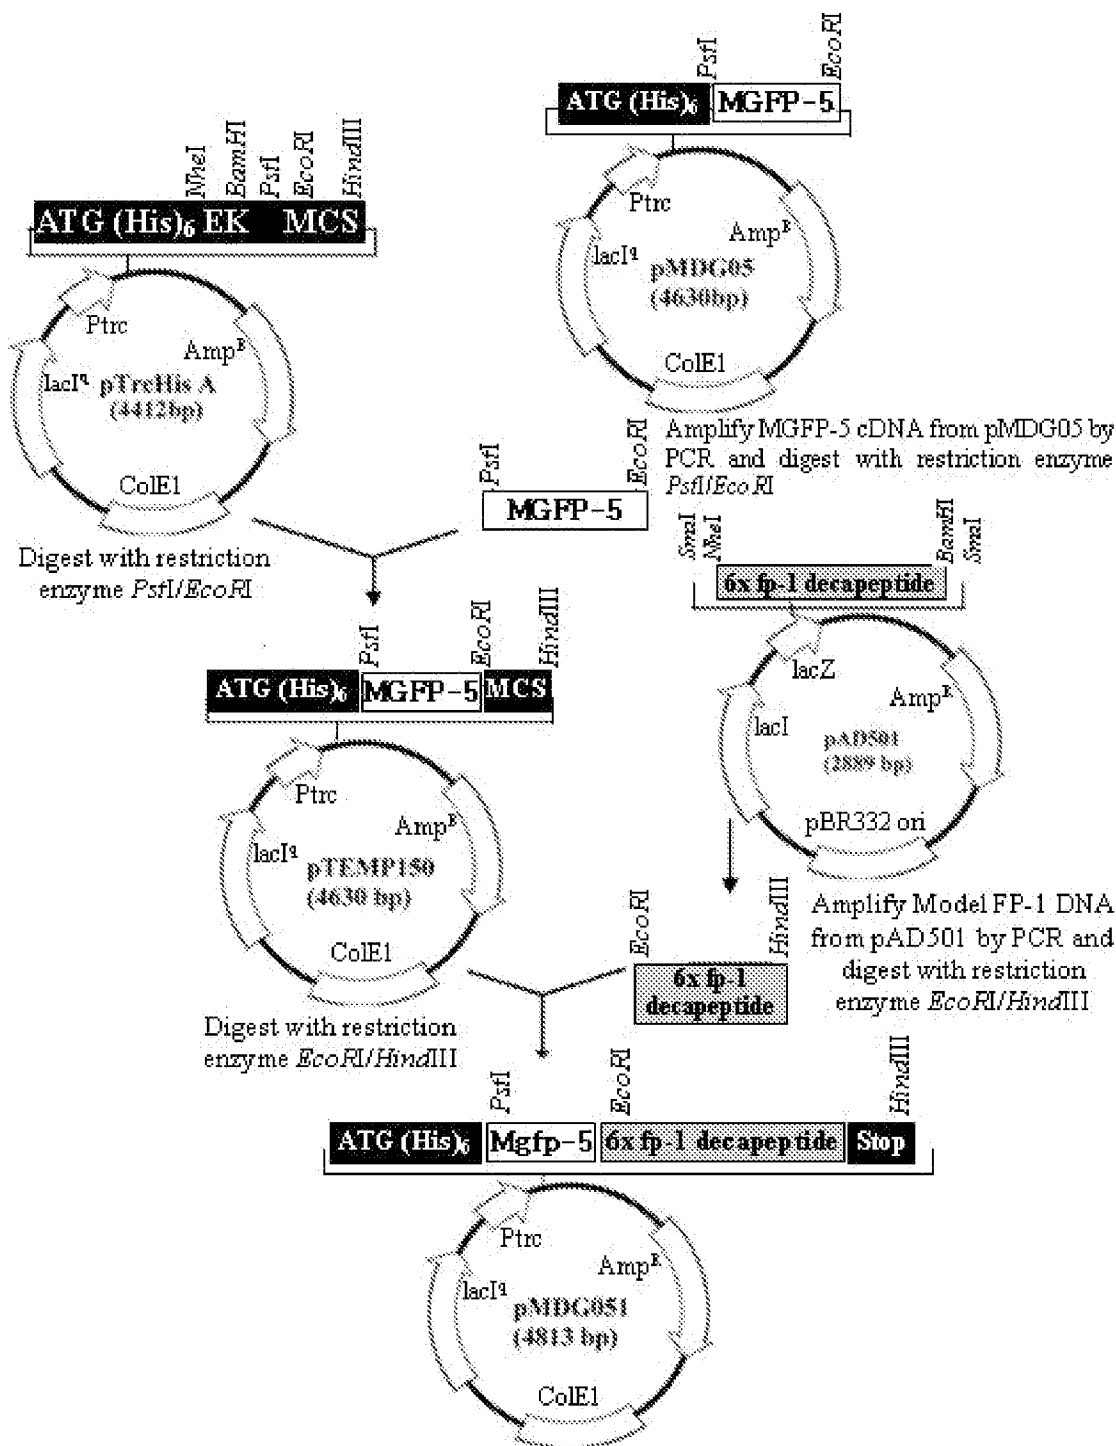 PstI
EcoRI
ATG (His)6 MGFP-5
Ptrc
AmpR
lacIq
pMDG05
(4630bp)
ColE1
NheI
BamHI
PstI
EcoRI
HindIII
ATG (His)6 EK MCS
Ptrc
AmpR
lacIq
pTrcHis A
(4412bp)
ColE1
Digest with restriction
enzyme PstI/EcoRI
Amplify MGFP-5 cDNA from pMDG05 by
PCR and digest with restriction enzyme
PstI/EcoRI
PstI
EcoRI
MGFP-5
SmaI
NheI
BamHI
SmaI
6x fp-1 decapeptide
lacZ
AmpR
lacI
pAD501
(2889 bp)
pBR332 ori
Amplify Model FP-1 DNA
from pAD501 by PCR and
digest with restriction
enzyme EcoRI/HindIII
PstI
EcoRI
HindIII
ATG (His)6 MGFP-5 MCS
Ptrc
AmpR
lacIq
pTEMP150
(4630 bp)
ColE1
Digest with restriction
enzyme EcoRI/HindIII
EcoRI
HindIII
6x fp-1
decapeptide
PstI
EcoRI
HindIII
ATG (His)6 Mgfp-5 6x fp-1 decapeptide Stop
Ptrc
AmpR
lacIq
pMDG051
(4813 bp)
ColE1